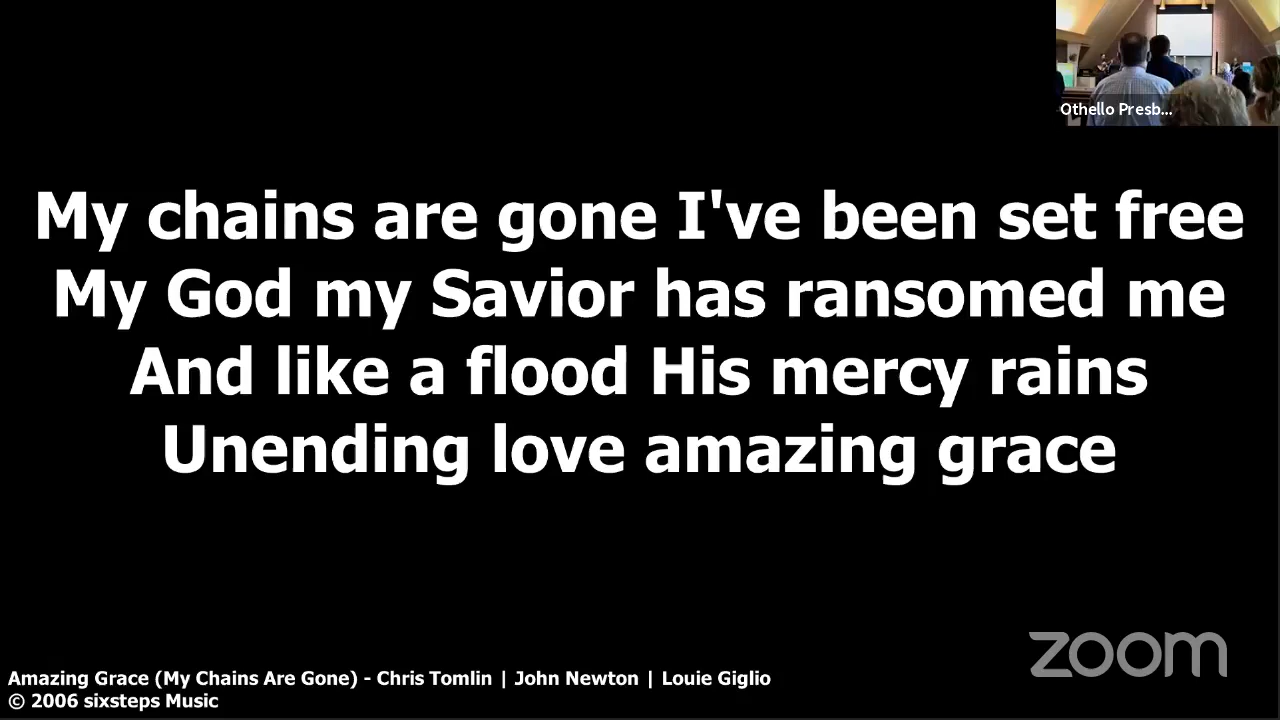 Othello Presb...
My chains are gone I've been set free
My God my Savior has ransomed me
And like a flood His mercy rains
Unending love amazing grace
zoom
Amazing Grace (My Chains Are Gone) - Chris Tomlin | John Newton | Louie Giglio
© 2006 sixsteps Music